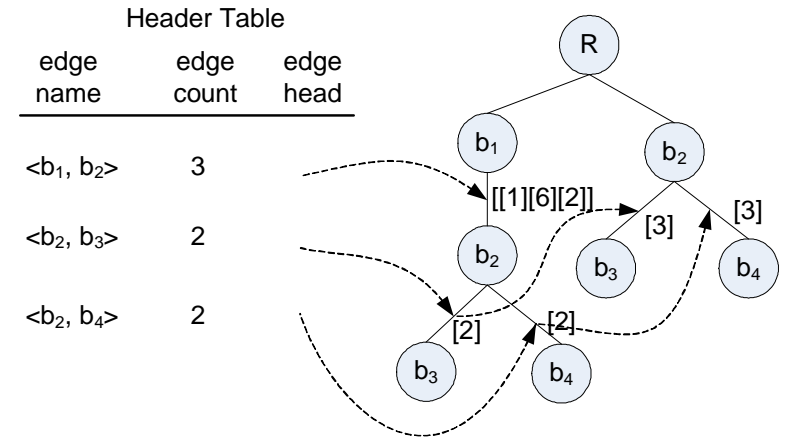 Header Table
edge name edge count edge head
<b₁, b₂> 3
<b₂, b₃> 2
<b₂, b₄> 2
R
b₁ b₂
[[1][6][2]]
[3] [3]
b₂ b₃ b₄
[2] [2]
b₃ b₄